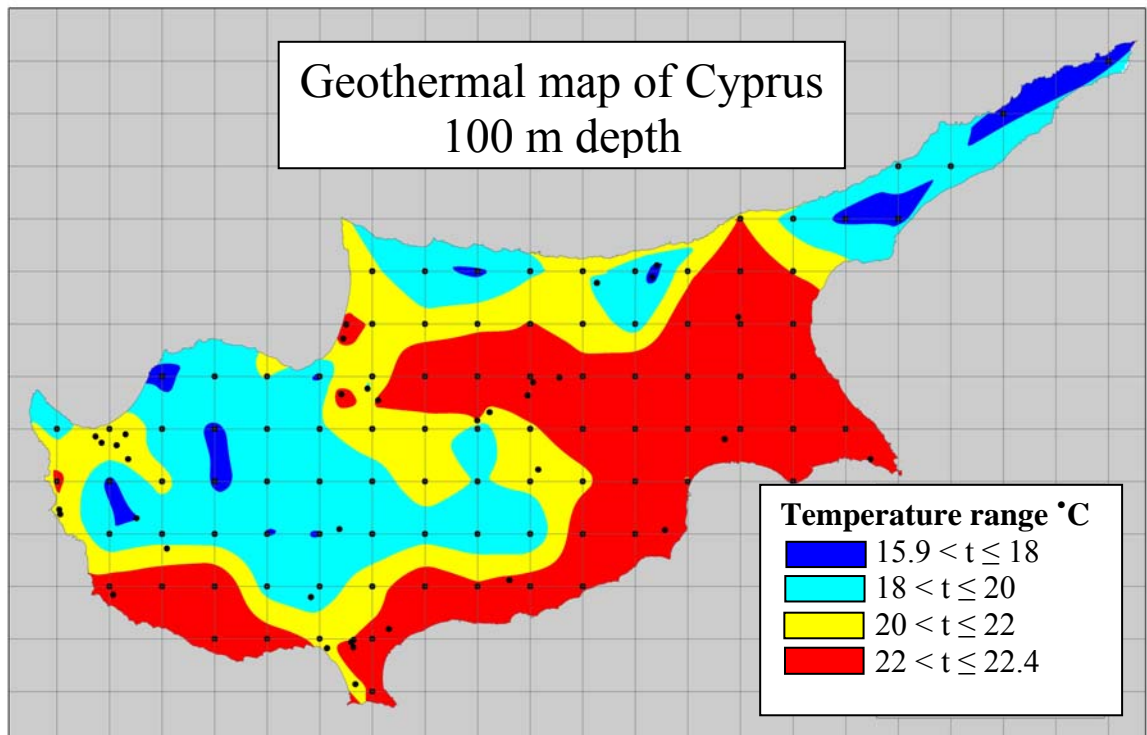 Geothermal map of Cyprus
100 m depth
Temperature range •C
15.9 < t ≤ 18
18 < t ≤ 20
20 < t ≤ 22
22 < t ≤ 22.4